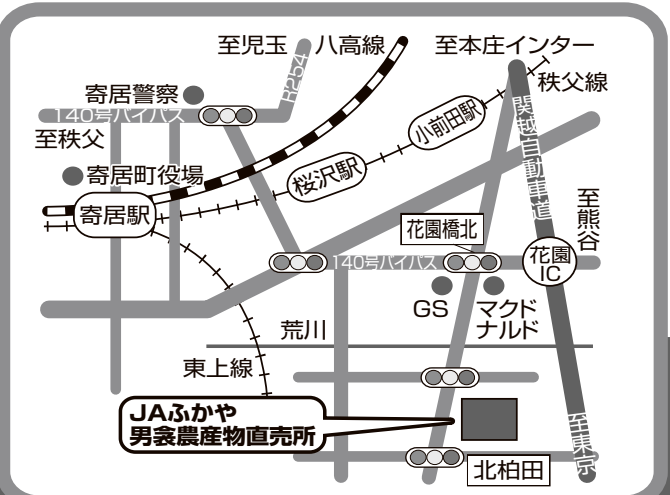 至児玉
八高線
至本庄インター
R254
秩父線
寄居警察
140号バイパス
関越自動車道
小前田駅
至秩父
寄居町役場
桜沢駅
寄居駅
至熊谷
花園橋北
140号バイパス
花園
IC
GS
マクド
ナルド
荒川
東上線
JAふかや
男衾農産物直売所
至東京
北柏田